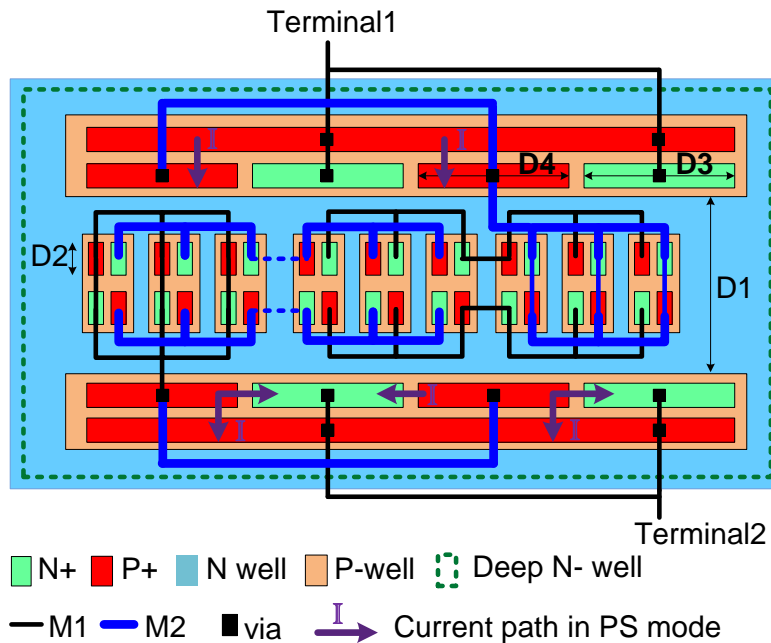 Terminal1
I
I
D4
D3
D2
D1
I
I
I
Terminal2
N+
P+
N well
P-well
Deep N- well
M1
M2
via
I
Current path in PS mode